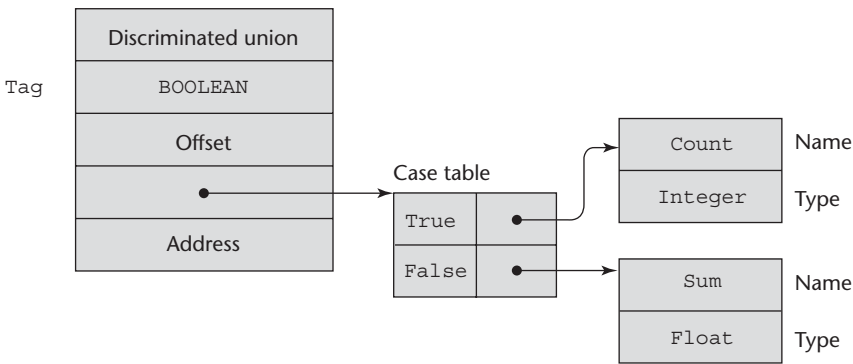 Discriminated union
Tag
BOOLEAN
Offset
Address
Case table
True
False
Count
Name
Integer
Type
Sum
Name
Float
Type